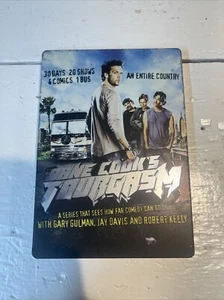 30 DAYS 20 SHOWS
4 COMICS, 1 BUS
AN ENTIRE COUNTRY
DANE COOK'S
TOURGASM
A SERIES THAT SEES HOW FAR COMEDY CAN
WITH GARY GULMAN, JAY DAVIS AND ROBERT KELLY